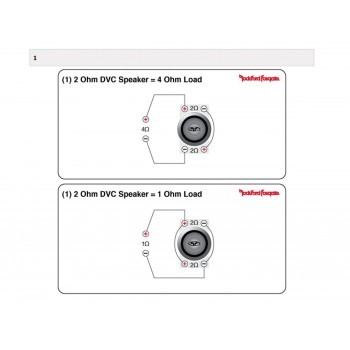 1
(1) 2 Ohm DVC Speaker = 4 Ohm Load
Rockford Fosgate
+ 2Ω −
+
4Ω
−
− 2Ω +
(1) 2 Ohm DVC Speaker = 1 Ohm Load
Rockford Fosgate
+ 2Ω −
+
1Ω
−
+ 2Ω −